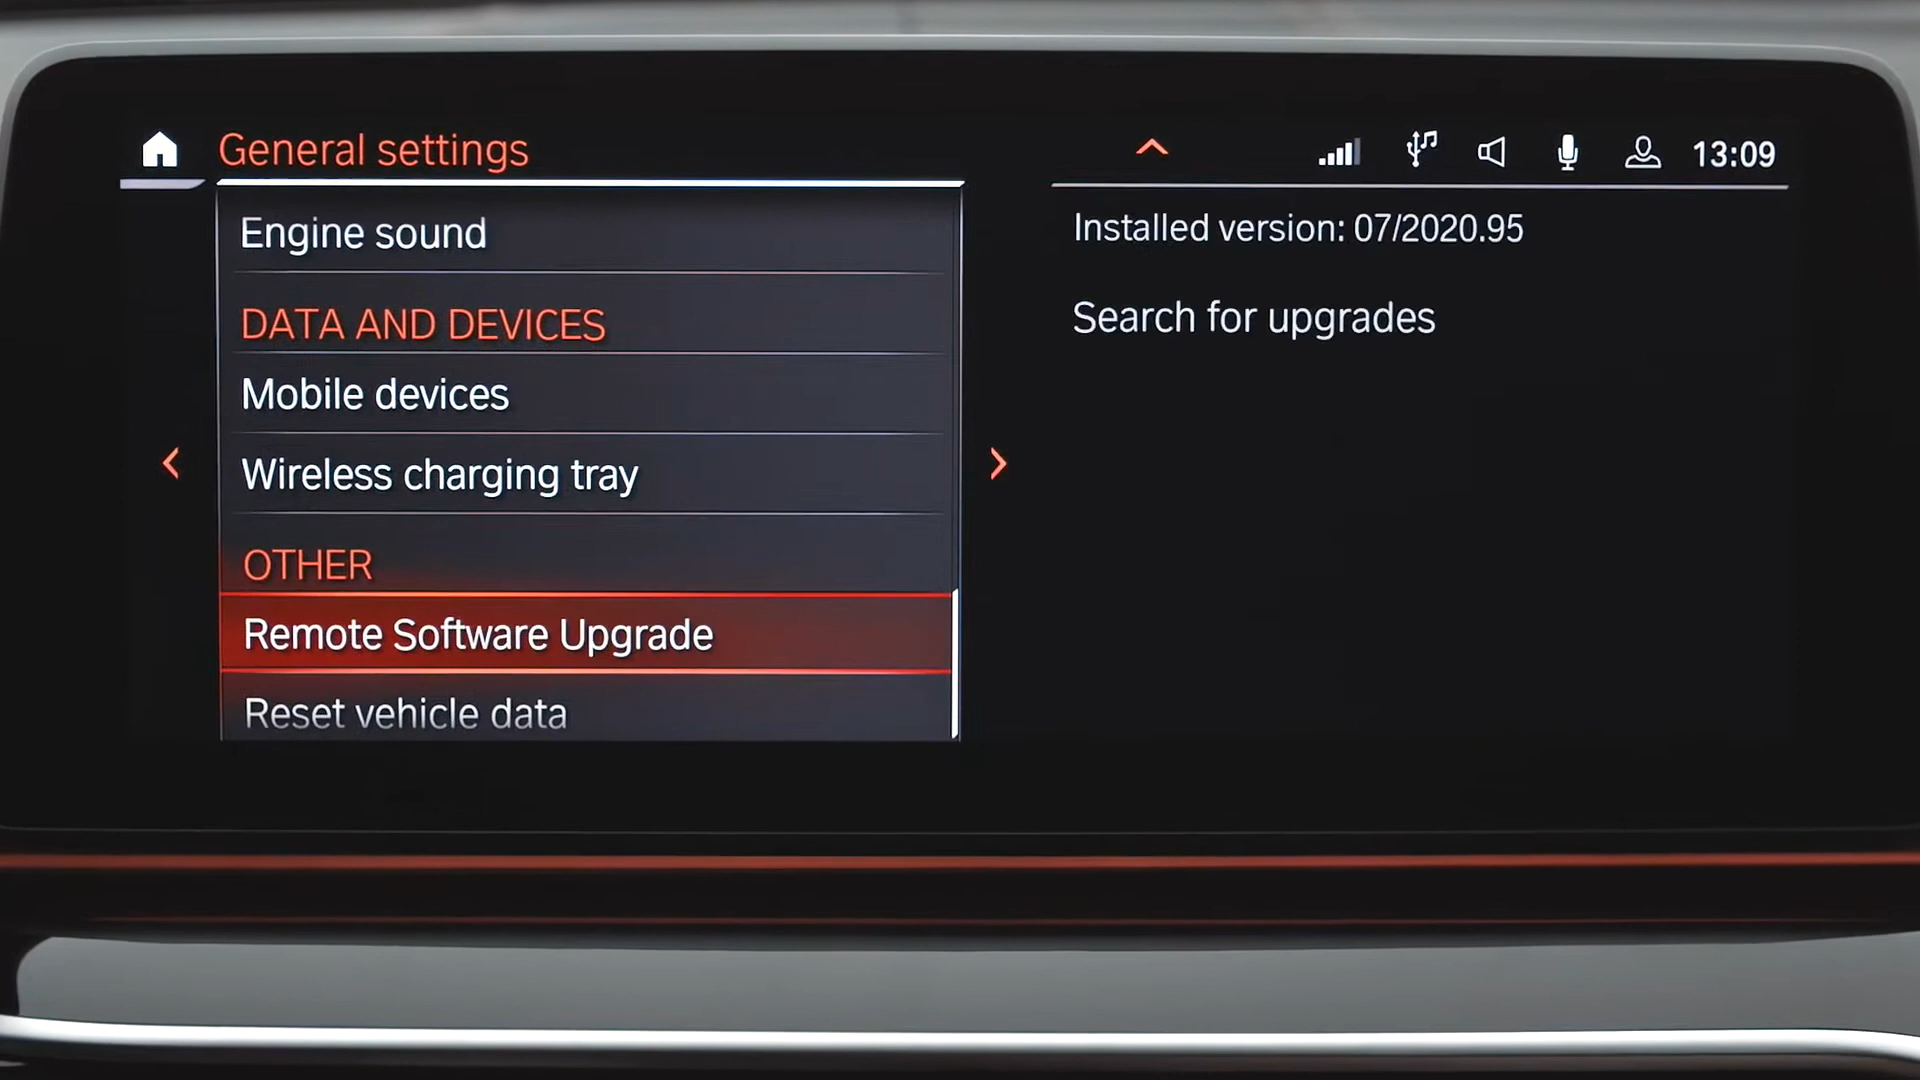 General settings
13:09
Engine sound
DATA AND DEVICES
Mobile devices
Wireless charging tray
OTHER
Remote Software Upgrade
Reset vehicle data
Installed version: 07/2020.95
Search for upgrades